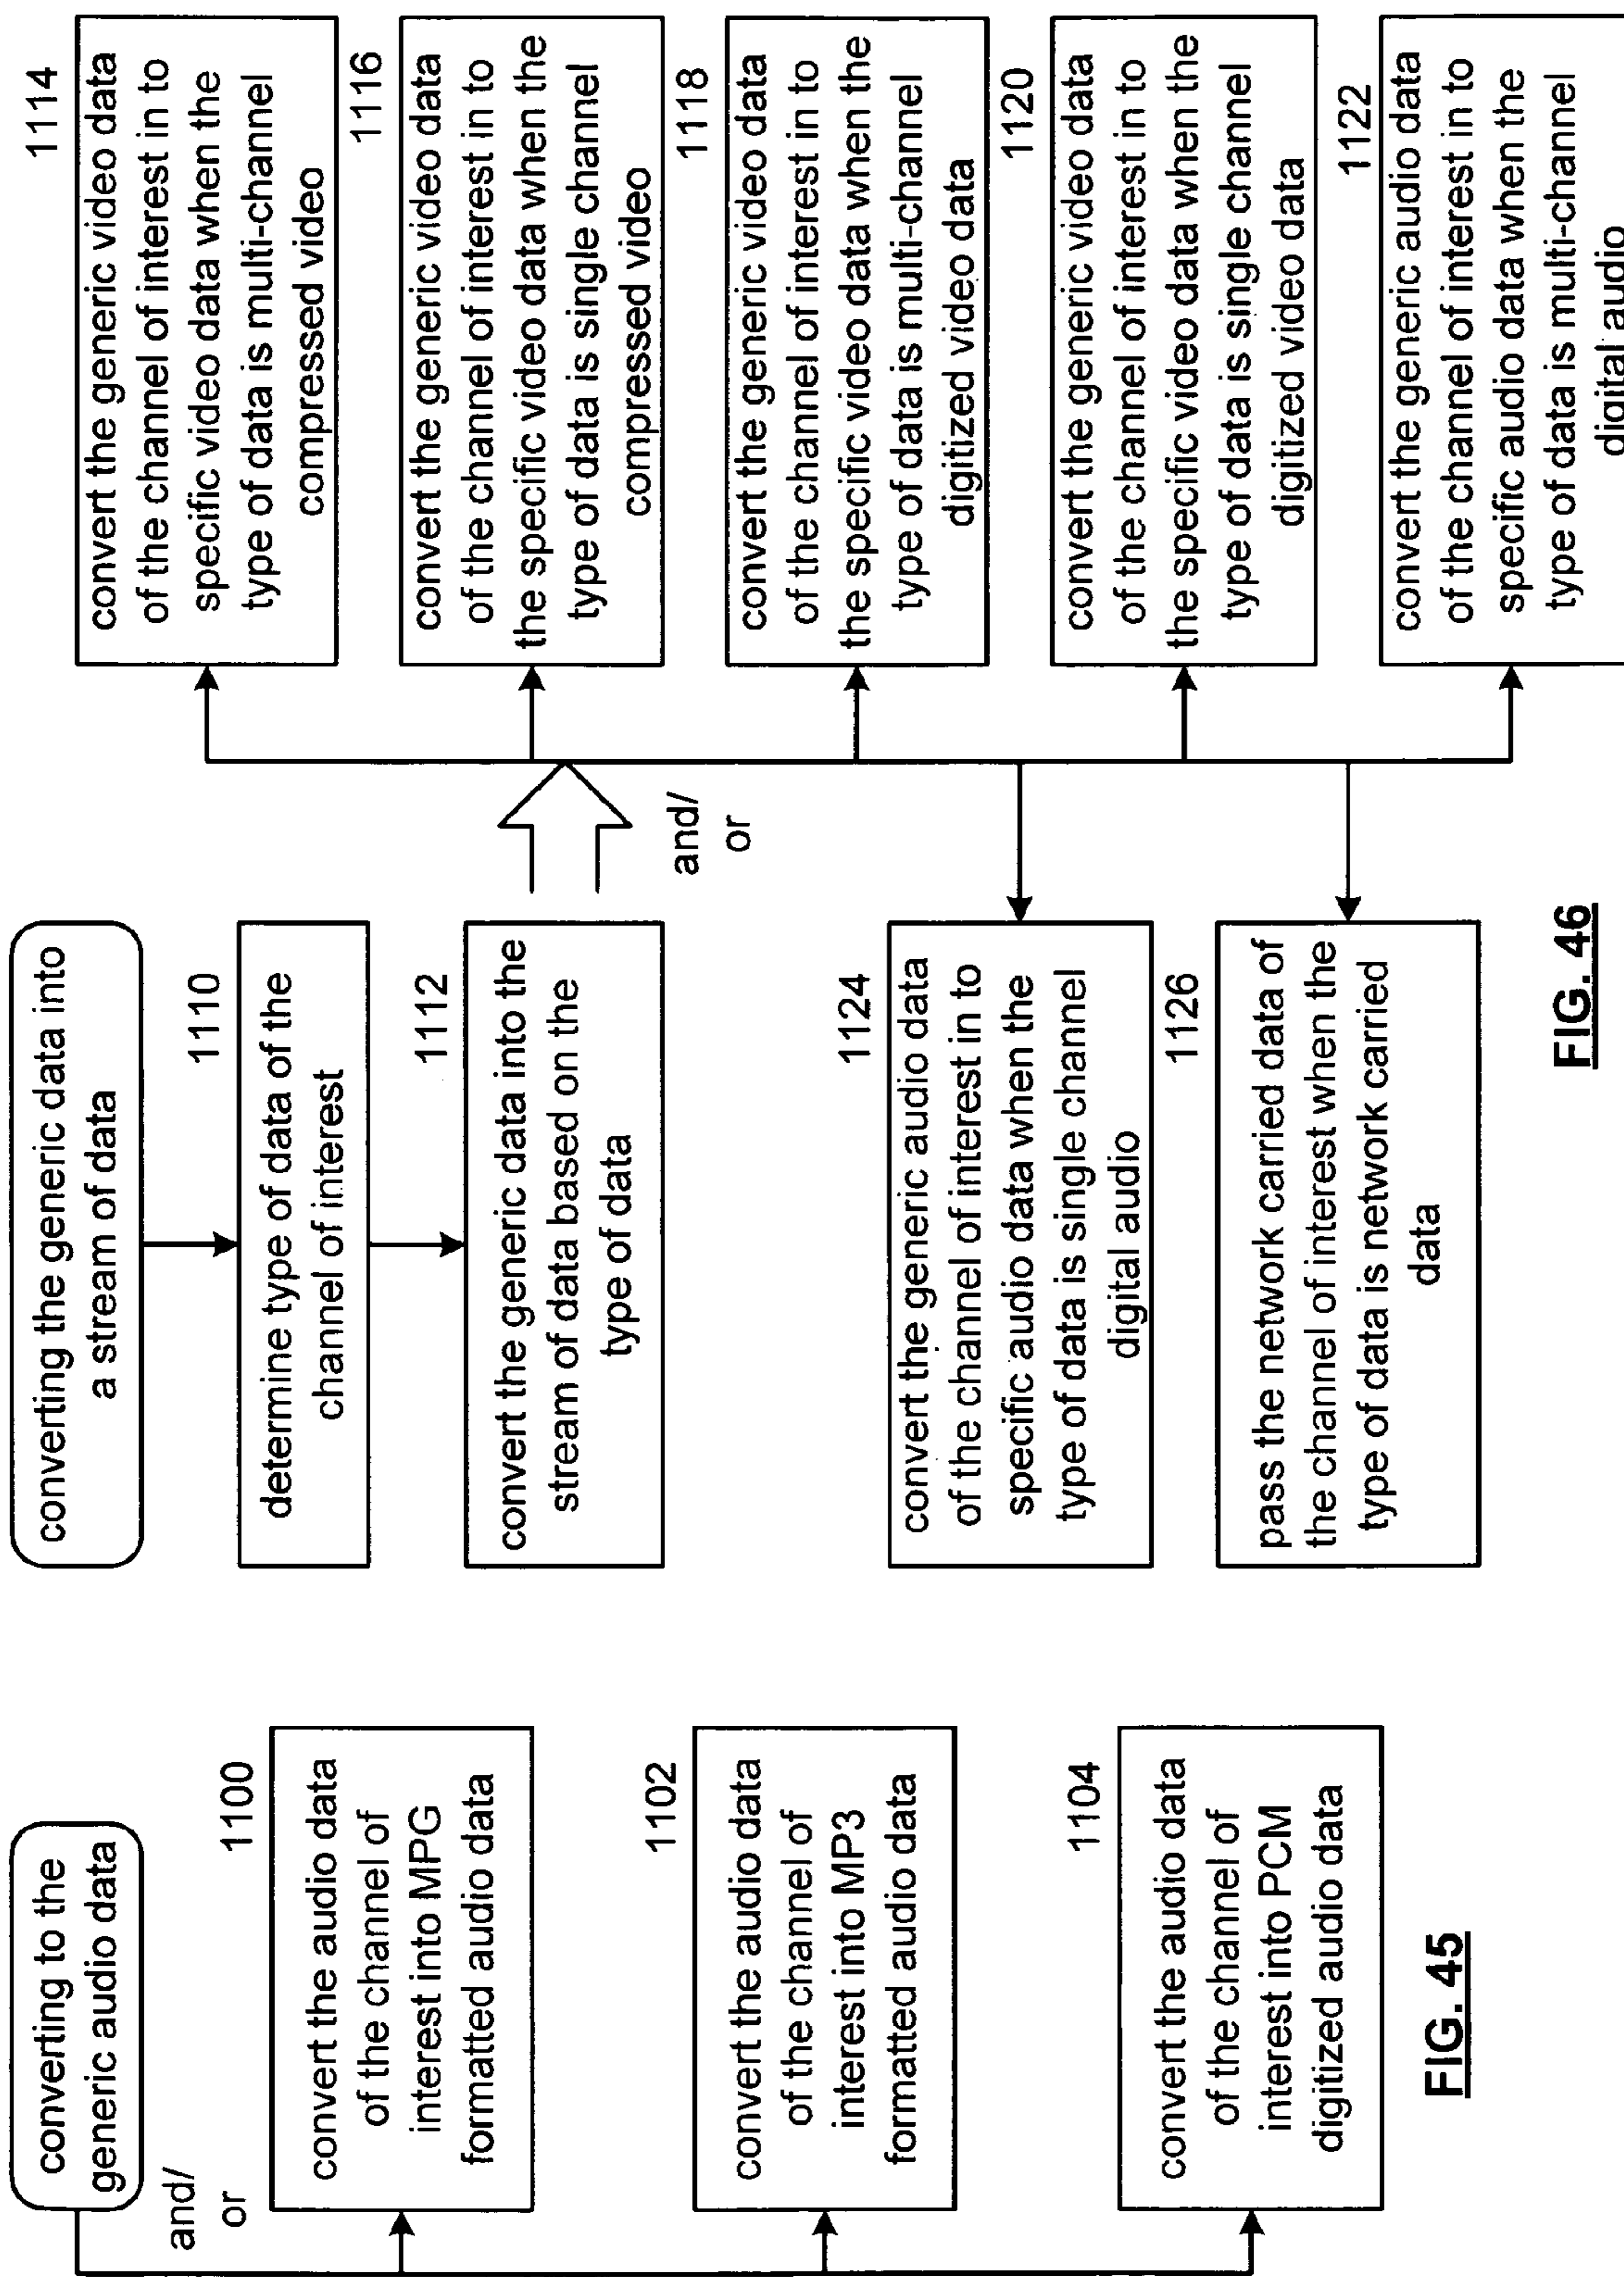 converting to the
generic audio data
and/
or
1100
convert the audio data
of the channel of
interest into MPG
formatted audio data
1102
convert the audio data
of the channel of
interest into MP3
formatted audio data
1104
convert the audio data
of the channel of
interest into PCM
digitized audio data
FIG. 45
converting the generic data into
a stream of data
1110
determine type of data of the
channel of interest
1112
convert the generic data into the
stream of data based on the
type of data
and/
or
1114
convert the generic video data
of the channel of interest in to
specific video data when the
type of data is multi-channel
compressed video
1116
convert the generic video data
of the channel of interest in to
the specific video data when the
type of data is single channel
compressed video
1118
convert the generic video data
of the channel of interest in to
the specific video data when the
type of data is multi-channel
digitized video data
1120
convert the generic video data
of the channel of interest in to
the specific video data when the
type of data is single channel
digitized video data
1122
convert the generic audio data
of the channel of interest in to
specific audio data when the
type of data is multi-channel
digital audio
1124
convert the generic audio data
of the channel of interest in to
specific audio data when the
type of data is single channel
digital audio
1126
pass the network carried data of
the channel of interest when the
type of data is network carried
data
FIG. 46